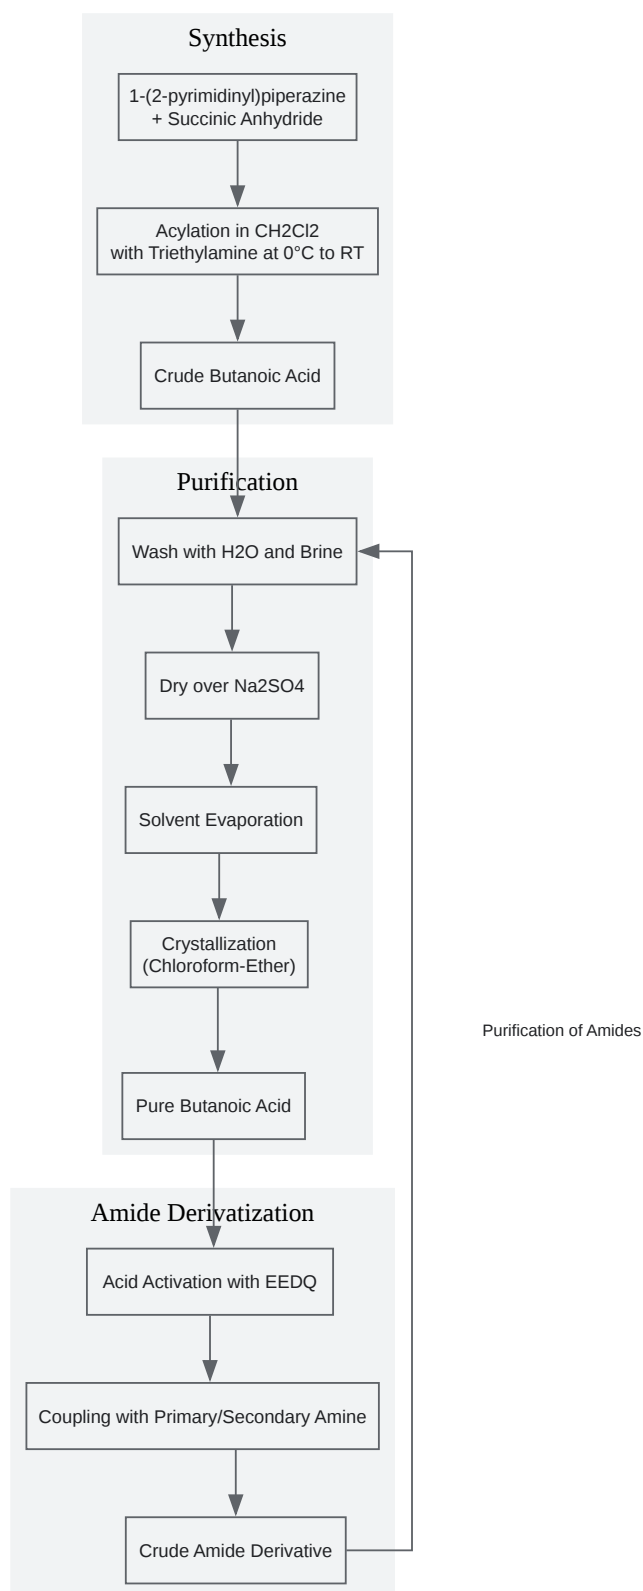 Synthesis
1-(2-pyrimidinyl)piperazine
+ Succinic Anhydride
Acylation in CH2Cl2
with Triethylamine at 0°C to RT
Crude Butanoic Acid
Purification
Wash with H2O and Brine
Dry over Na2SO4
Solvent Evaporation
Crystallization
(Chloroform-Ether)
Purification of Amides
Pure Butanoic Acid
Amide Derivatization
Acid Activation with EEDQ
Coupling with Primary/Secondary Amine
Crude Amide Derivative